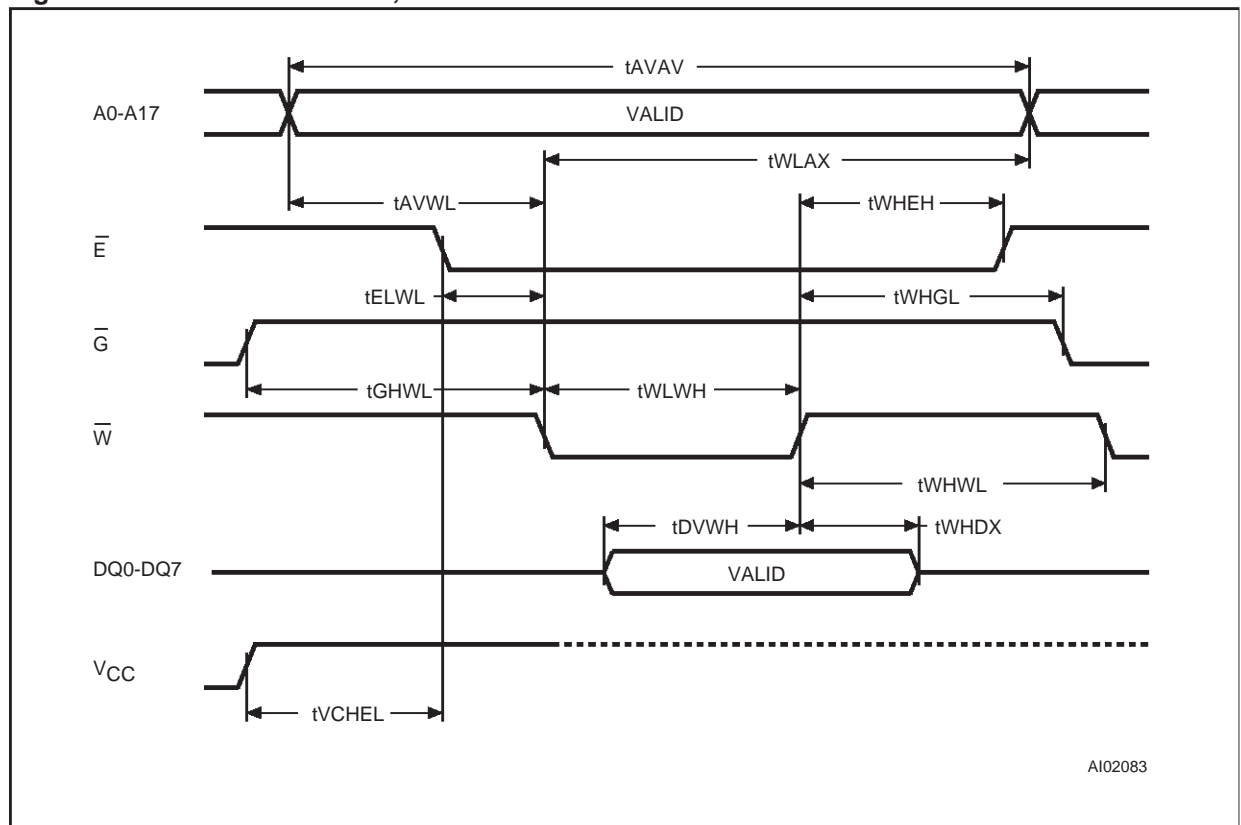 tAVAV
A0-A17
VALID
tWLAX
tAVWL
tWHEH
E̅
tELWL
tWHGL
G̅
tGHWL
tWLWH
W̅
tWHWL
tDVWH
tWHDX
DQ0-DQ7
VALID
VCC
tVCHEL
AI02083